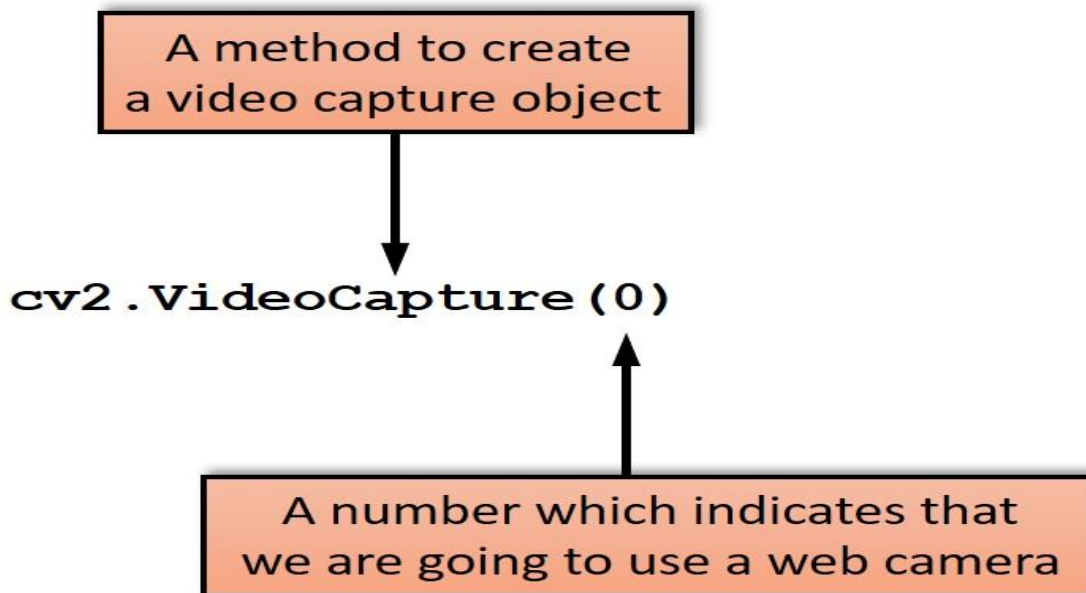 A method to create
a video capture object
cv2.VideoCapture(0)
A number which indicates that
we are going to use a web camera